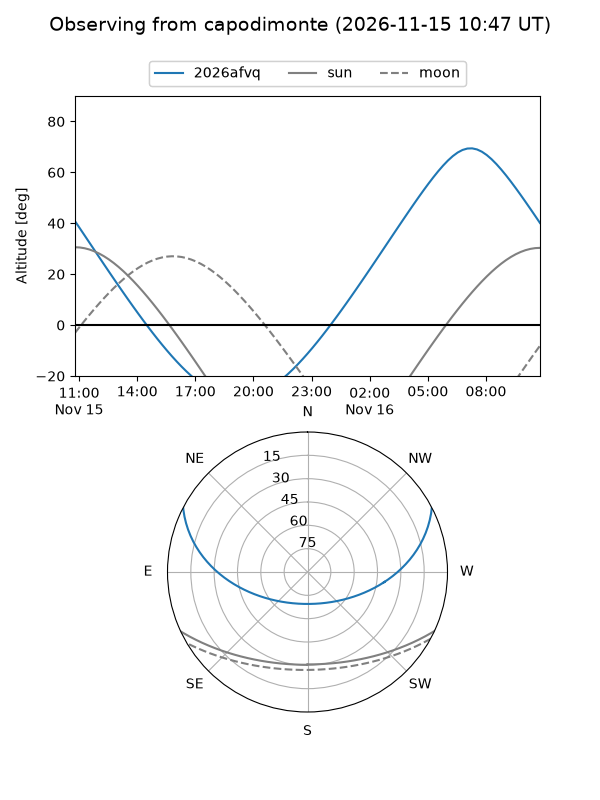 Observing from capodimonte (2026-11-15 10:47 UT)
2026afvq sun moon
Altitude [deg]
80
60
40
20
0
−20
11:00 14:00 17:00 20:00 23:00 02:00 05:00 08:00
Nov 15 Nov 16
N
NE NW
15
30
45
60
75
E W
SE SW
S